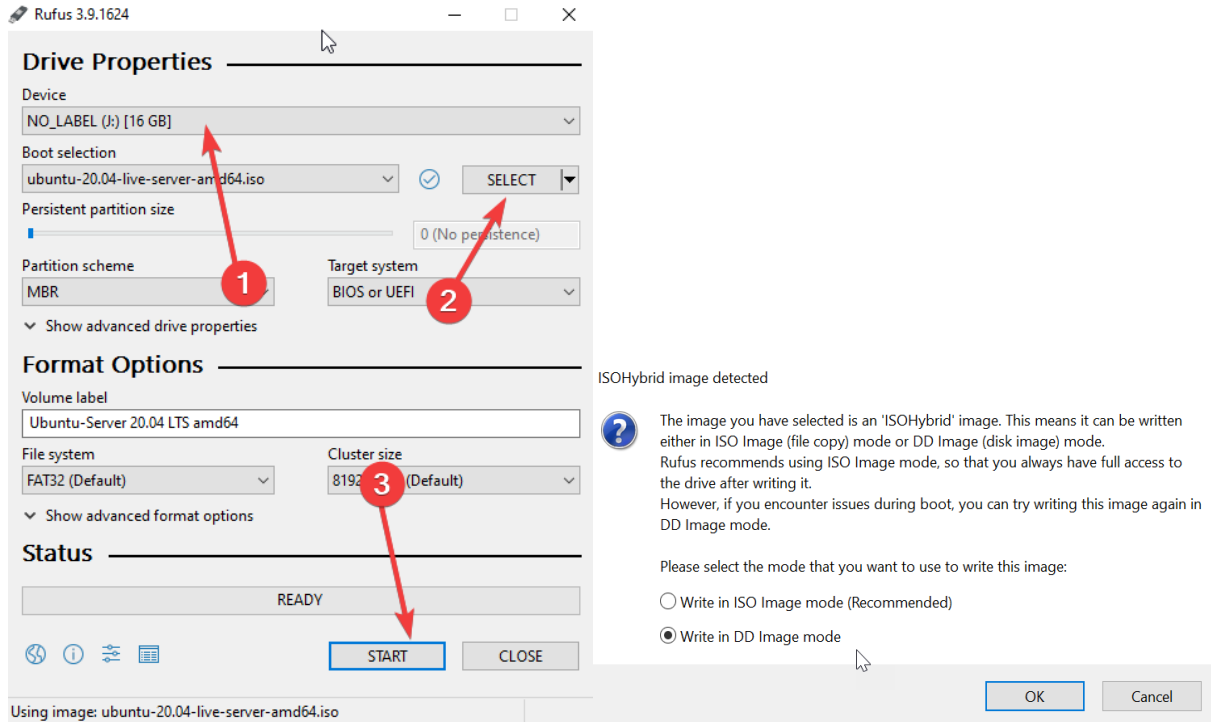 Rufus 3.9.1624
Drive Properties
Device
NO_LABEL (J:) [16 GB]
Boot selection
ubuntu-20.04-live-server-amd64.iso
SELECT
Persistent partition size
0 (No persistence)
Partition scheme
Target system
MBR
BIOS or UEFI
1
2
Show advanced drive properties
Format Options
Volume label
Ubuntu-Server 20.04 LTS amd64
File system
Cluster size
FAT32 (Default)
8192 (Default)
3
Show advanced format options
Status
READY
START
CLOSE
Using image: ubuntu-20.04-live-server-amd64.iso
ISOHybrid image detected
?
The image you have selected is an 'ISOHybrid' image. This means it can be written
either in ISO Image (file copy) mode or DD Image (disk image) mode.
Rufus recommends using ISO Image mode, so that you always have full access to
the drive after writing it.
However, if you encounter issues during boot, you can try writing this image again in
DD Image mode.
Please select the mode that you want to use to write this image:
Write in ISO Image mode (Recommended)
Write in DD Image mode
OK
Cancel